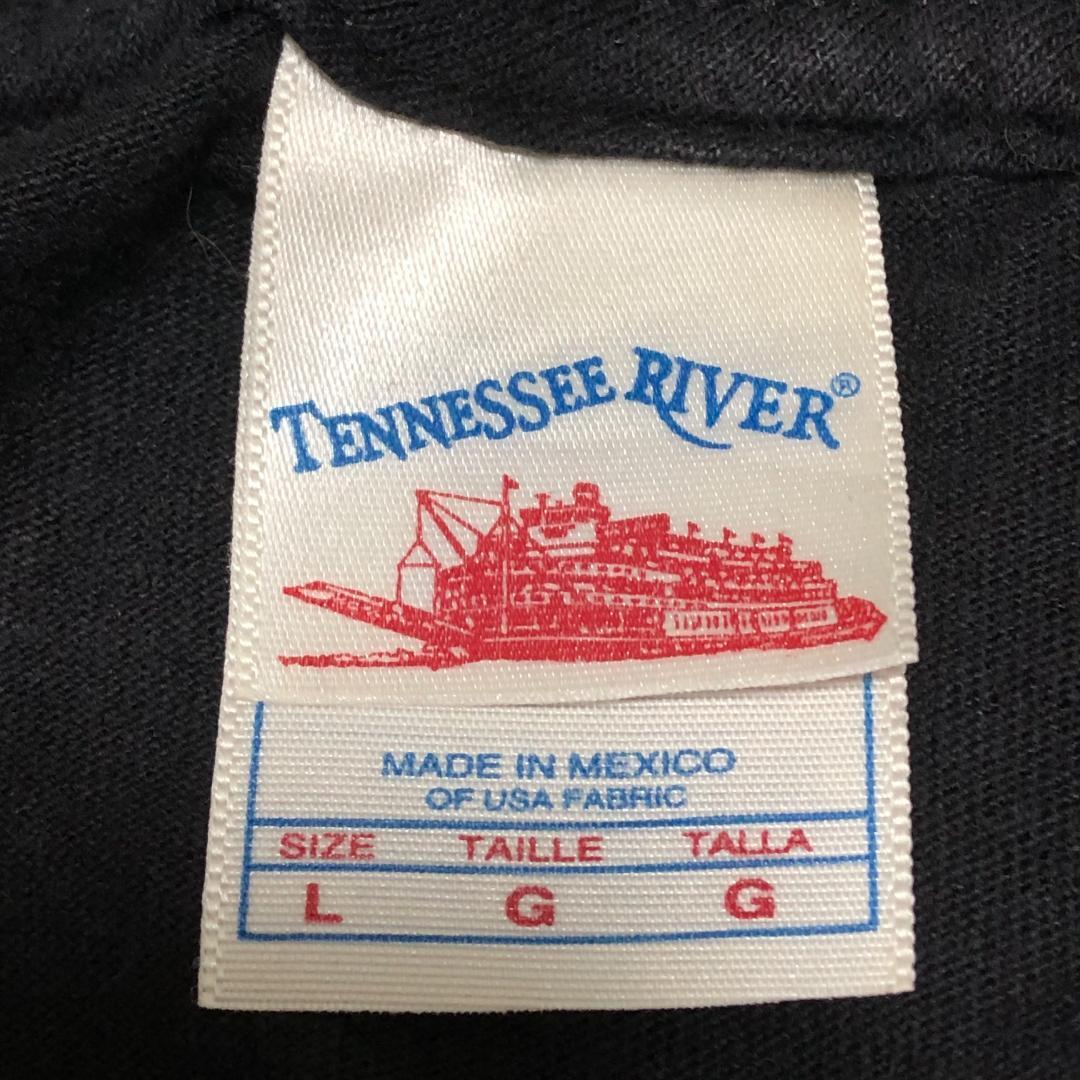 TENNESSEE RIVER®
MADE IN MEXICO
OF USA FABRIC
SIZE TAILLE TALLA
L G G